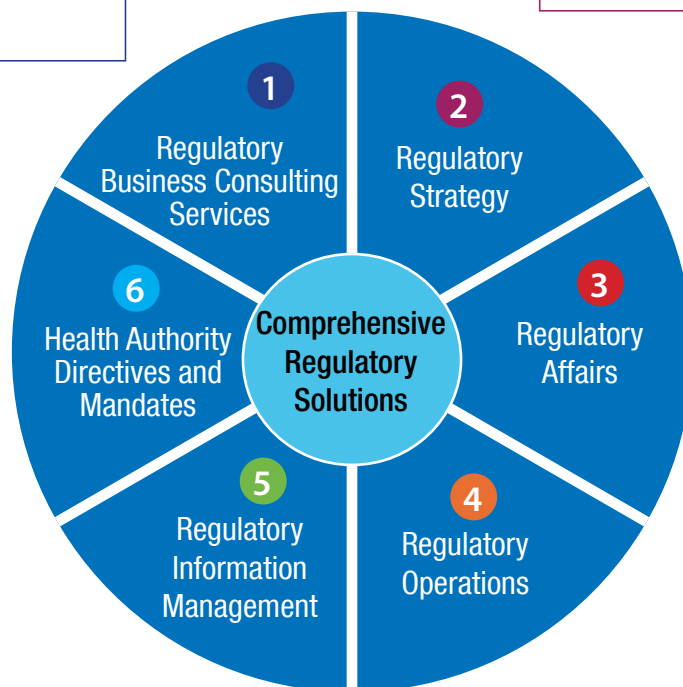 1
Regulatory
Business Consulting
Services
2
Regulatory
Strategy
3
Regulatory
Affairs
4
Regulatory
Operations
5
Regulatory
Information
Management
6
Health Authority
Directives and
Mandates
Comprehensive
Regulatory
Solutions